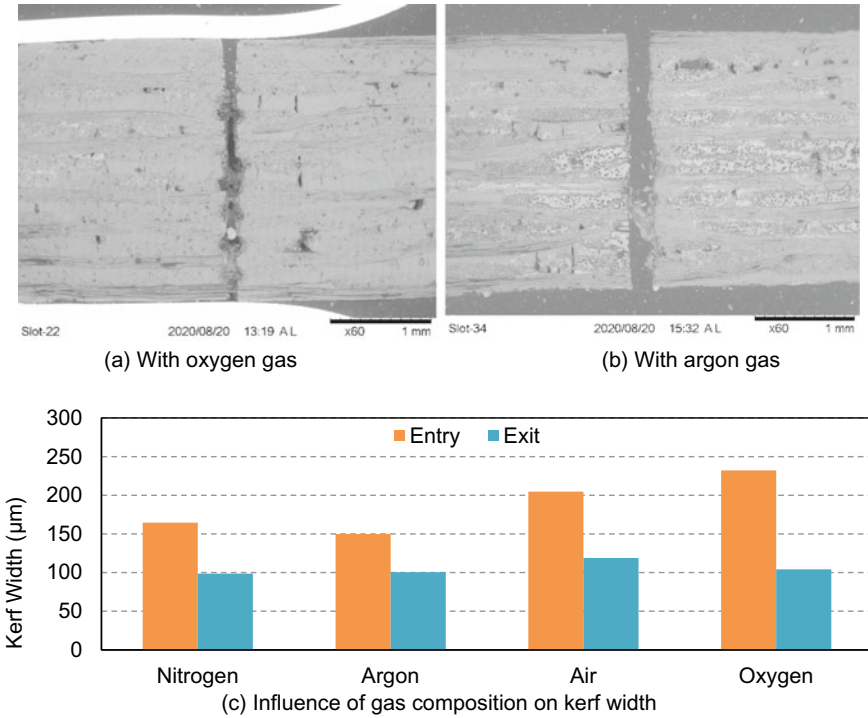 Slot-22 2020/08/20 13:19 A L x60 1 mm
Slot-34 2020/08/20 15:32 A L x60 1 mm
(a) With oxygen gas
(b) With argon gas
300
250
200
150
100
50
0
Kerf Width (μm)
Entry Exit
Nitrogen Argon Air Oxygen
(c) Influence of gas composition on kerf width